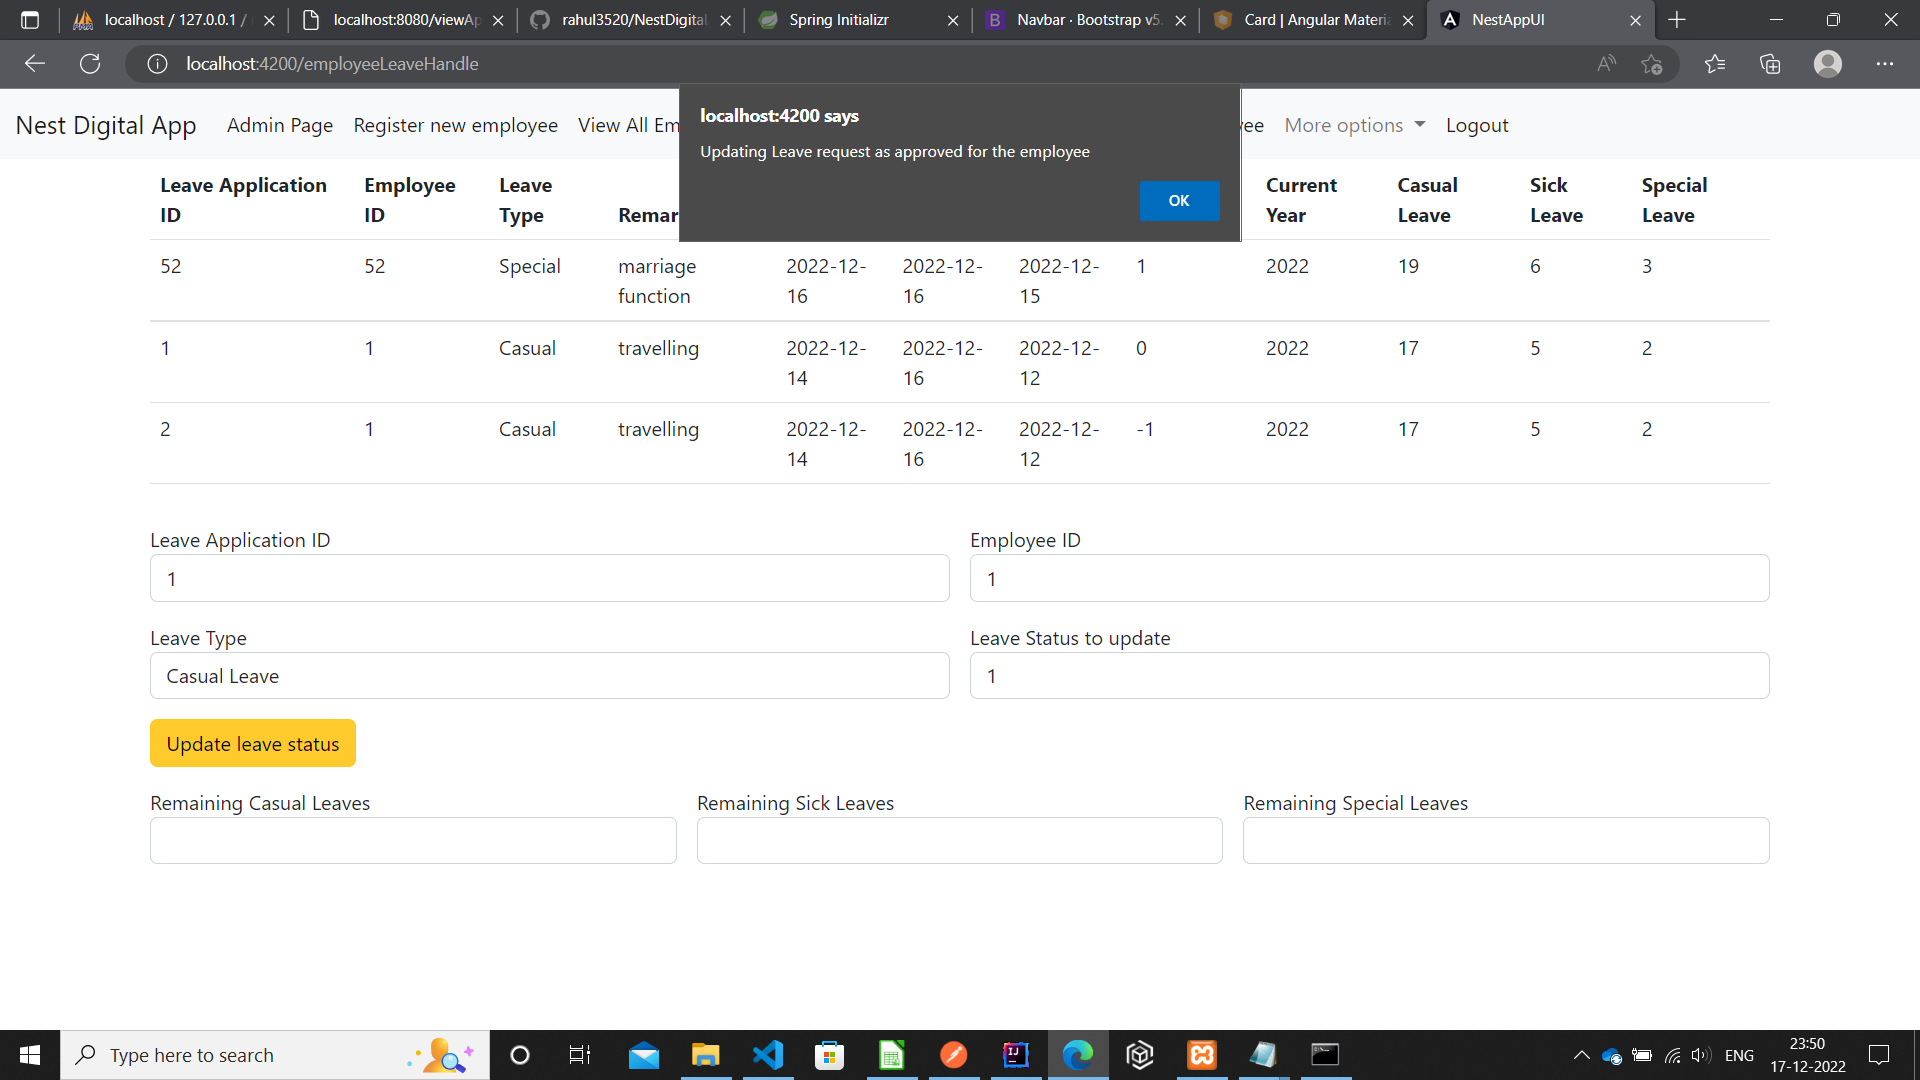 localhost / 127.0.0.1 /
localhost:8080/viewAp
rahul3520/NestDigital
Spring Initializr
Navbar · Bootstrap v5.
Card | Angular Materia
NestAppUI
localhost:4200/employeeLeaveHandle
Nest Digital App
Admin Page
Register new employee
View All Em
ee
More options
Logout
localhost:4200 says
Updating Leave request as approved for the employee
OK
Leave Application ID
Employee ID
Leave Type
Remar
Current Year
Casual Leave
Sick Leave
Special Leave
52 52 Special marriage function 2022-12-16 2022-12-16 2022-12-15 1 2022 19 6 3
1 1 Casual travelling 2022-12-14 2022-12-16 2022-12-12 0 2022 17 5 2
2 1 Casual travelling 2022-12-14 2022-12-16 2022-12-12 -1 2022 17 5 2
Leave Application ID
1
Employee ID
1
Leave Type
Casual Leave
Leave Status to update
1
Update leave status
Remaining Casual Leaves
Remaining Sick Leaves
Remaining Special Leaves
Type here to search
ENG
23:50
17-12-2022